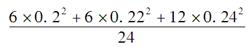 6 × 0.2² + 6 × 0.22² + 12 × 0.24²
24